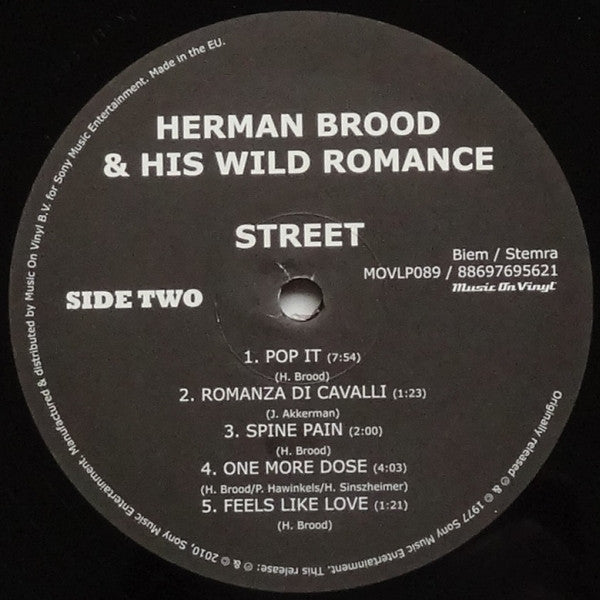 HERMAN BROOD
& HIS WILD ROMANCE
STREET
Biem / Stemra
MOVLP089 / 88697695621
Music On Vinyl
SIDE TWO
1. POP IT (7:54)
(H. Brood)
2. ROMANZA DI CAVALLI (1:23)
(J. Akkerman)
3. SPINE PAIN (2:00)
(H. Brood)
4. ONE MORE DOSE (4:03)
(H. Brood/P. Hawinkels/H. Sinszheimer)
5. FEELS LIKE LOVE (1:21)
(H. Brood)
Originally released ℗ & © 1977 Sony Music Entertainment. This release: ℗ & © 2010, Sony Music Entertainment. Manufactured & distributed by Music On Vinyl B.V. for Sony Music Entertainment. Made in the EU.